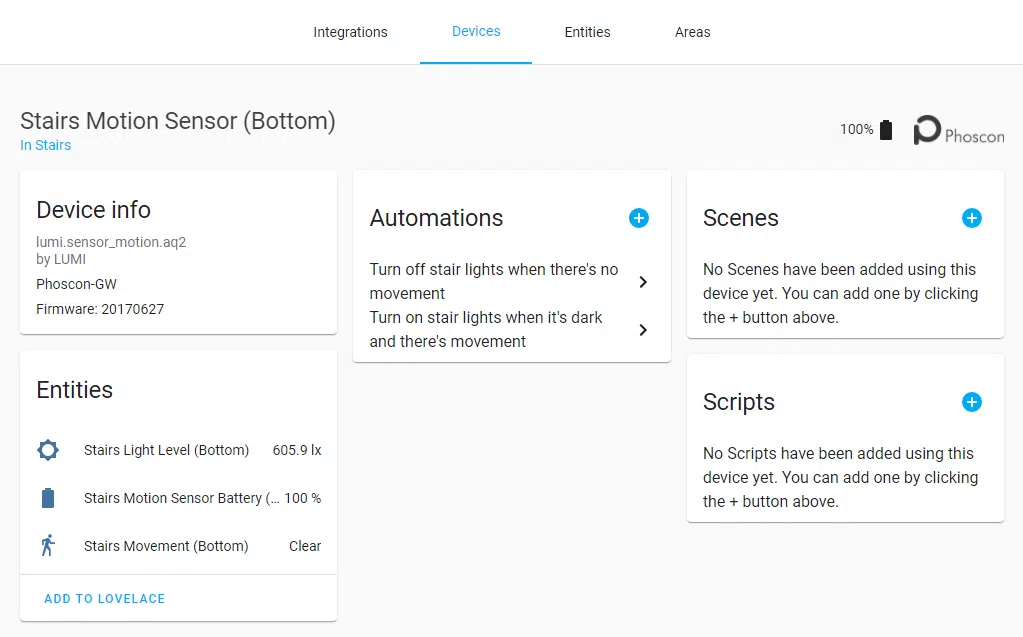 Integrations
Devices
Entities
Areas
Stairs Motion Sensor (Bottom)
In Stairs
100%
Phoscon
Device info
lumi.sensor_motion.aq2
by LUMI
Phoscon-GW
Firmware: 20170627
Entities
Stairs Light Level (Bottom) 605.9 lx
Stairs Motion Sensor Battery (... 100 %
Stairs Movement (Bottom) Clear
ADD TO LOVELACE
Automations
Turn off stair lights when there's no
movement
Turn on stair lights when it's dark
and there's movement
Scenes
No Scenes have been added using this
device yet. You can add one by clicking
the + button above.
Scripts
No Scripts have been added using this
device yet. You can add one by clicking
the + button above.